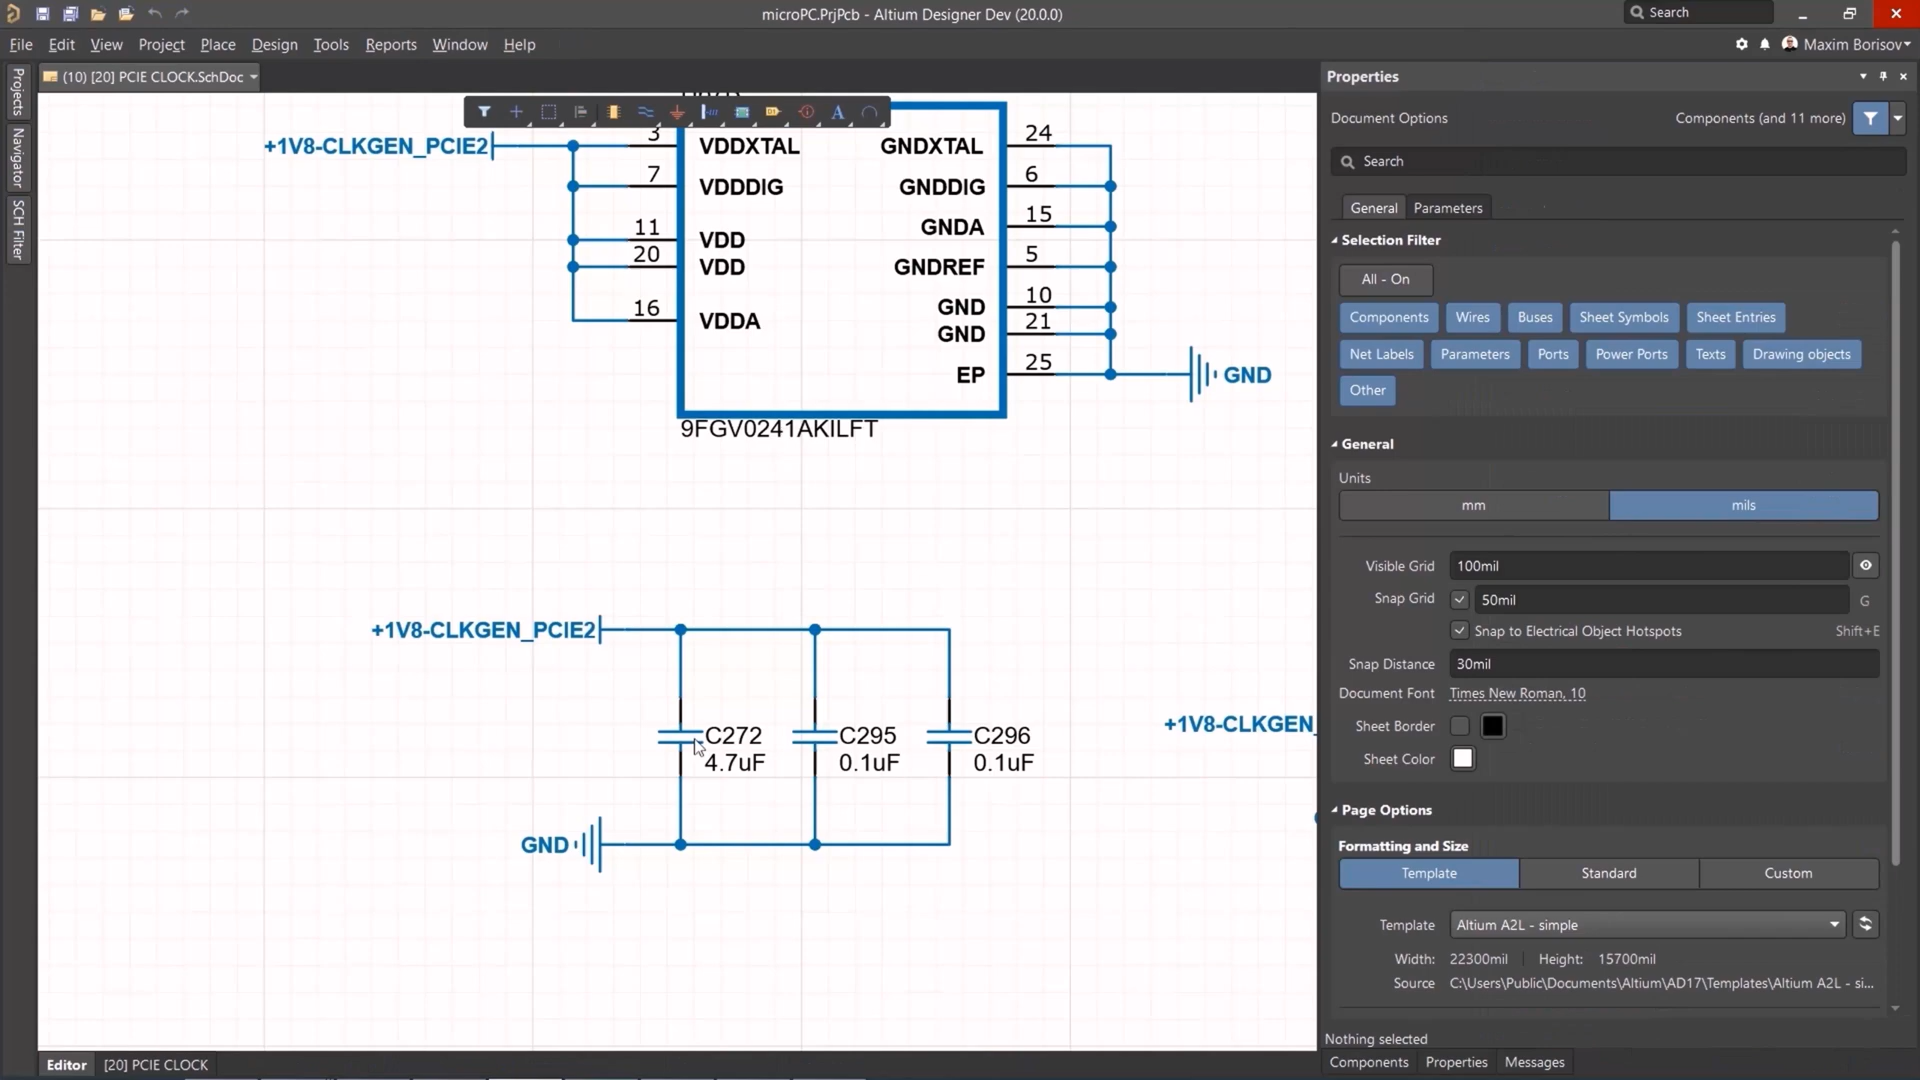 microPC.PrjPcb - Altium Designer Dev (20.0.0)
Search
File Edit View Project Place Design Tools Reports Window Help
Maxim Borisov
(10) [20] PCIE CLOCK.SchDoc
Projects
Navigator
SCH Filter
+1V8-CLKGEN_PCIE2
3 VDDXTAL GNDXTAL 24
7 VDDDIG GNDDIG 6
GNDA 15
11 VDD
20 VDD GNDREF 5
GND 10
16 VDDA GND 21
EP 25
GND
9FGV0241AKILFT
+1V8-CLKGEN_PCIE2
C272 C295 C296
4.7uF 0.1uF 0.1uF
GND
+1V8-CLKGEN_
Properties
Document Options Components (and 11 more)
Search
General Parameters
Selection Filter
All - On
Components Wires Buses Sheet Symbols Sheet Entries
Net Labels Parameters Ports Power Ports Texts Drawing objects
Other
General
Units
mm mils
Visible Grid 100mil
Snap Grid 50mil G
Snap to Electrical Object Hotspots Shift+E
Snap Distance 30mil
Document Font Times New Roman, 10
Sheet Border
Sheet Color
Page Options
Formatting and Size
Template Standard Custom
Template Altium A2L - simple
Width: 22300mil Height: 15700mil
Source C:\Users\Public\Documents\Altium\AD17\Templates\Altium A2L - si...
Nothing selected
Components Properties Messages
Editor [20] PCIE CLOCK